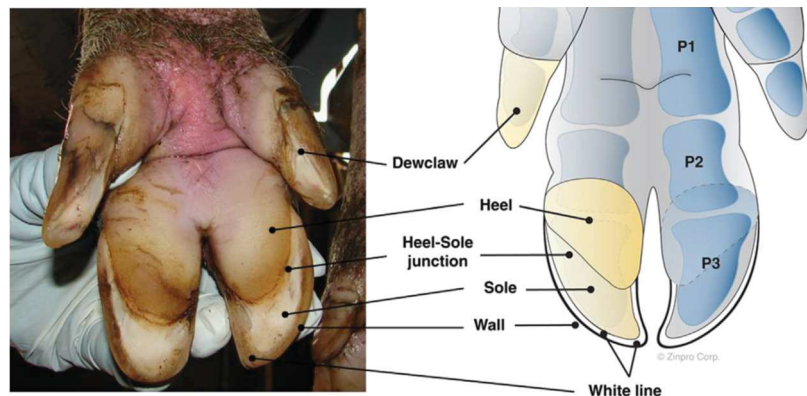 P1
Dewclaw
P2
Heel
Heel-Sole
junction
P3
Sole
Wall
© Zinpro Corp.
White line